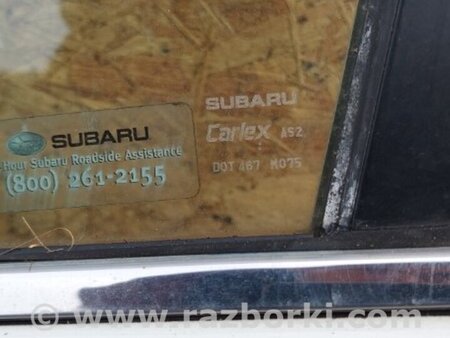 SUBARU
Hour Subaru Roadside Assistance
(800) 261-2155
SUBARU
Carlex AS2
DOT 467 M075
www.razborki.com